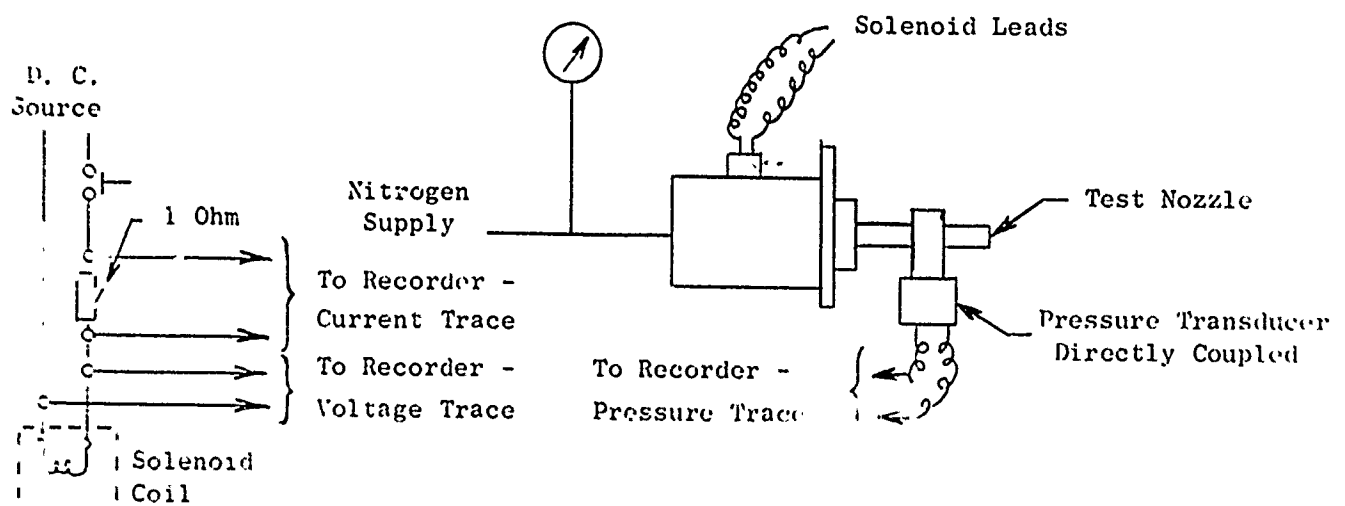 Solenoid Leads
D. C.
Source
Nitrogen
Supply
1 Ohm
Test Nozzle
To Recorder -
Current Trace
Pressure Transducer
Directly Coupled
To Recorder -
Voltage Trace
To Recorder -
Pressure Trace
Solenoid
Coil